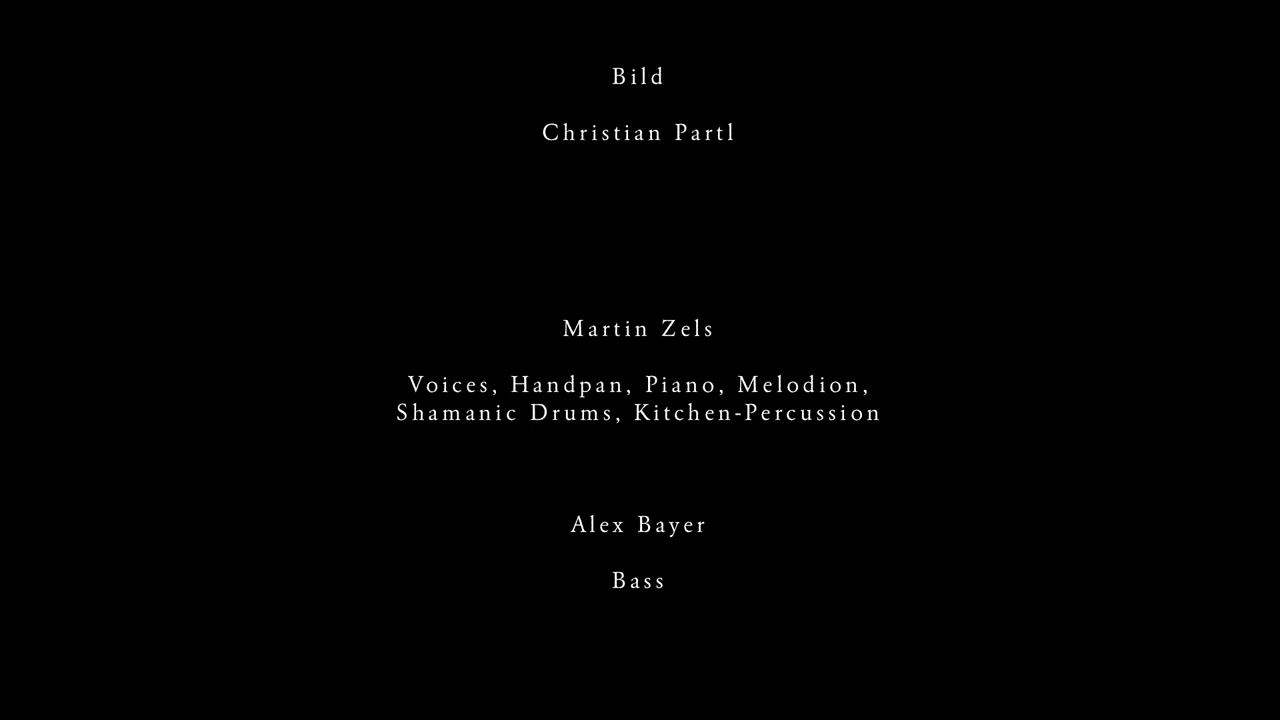 Bild
Christian Partl
Martin Zels
Voices, Handpan, Piano, Melodion,
Shamanic Drums, Kitchen-Percussion
Alex Bayer
Bass